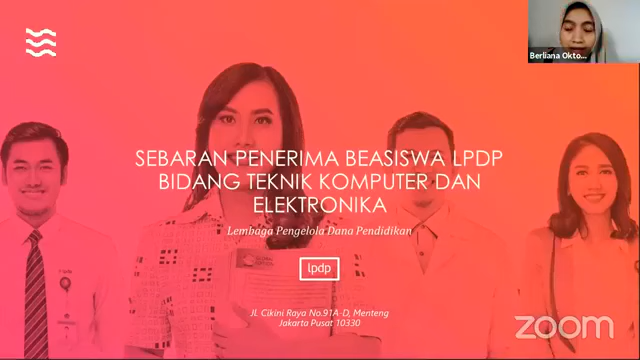 Berliana Okto...
SEBARAN PENERIMA BEASISWA LPDP
BIDANG TEKNIK KOMPUTER DAN
ELEKTRONIKA
Lembaga Pengelola Dana Pendidikan
lpdp
Jl. Cikini Raya No.91A-D, Menteng
Jakarta Pusat 10330
zoom